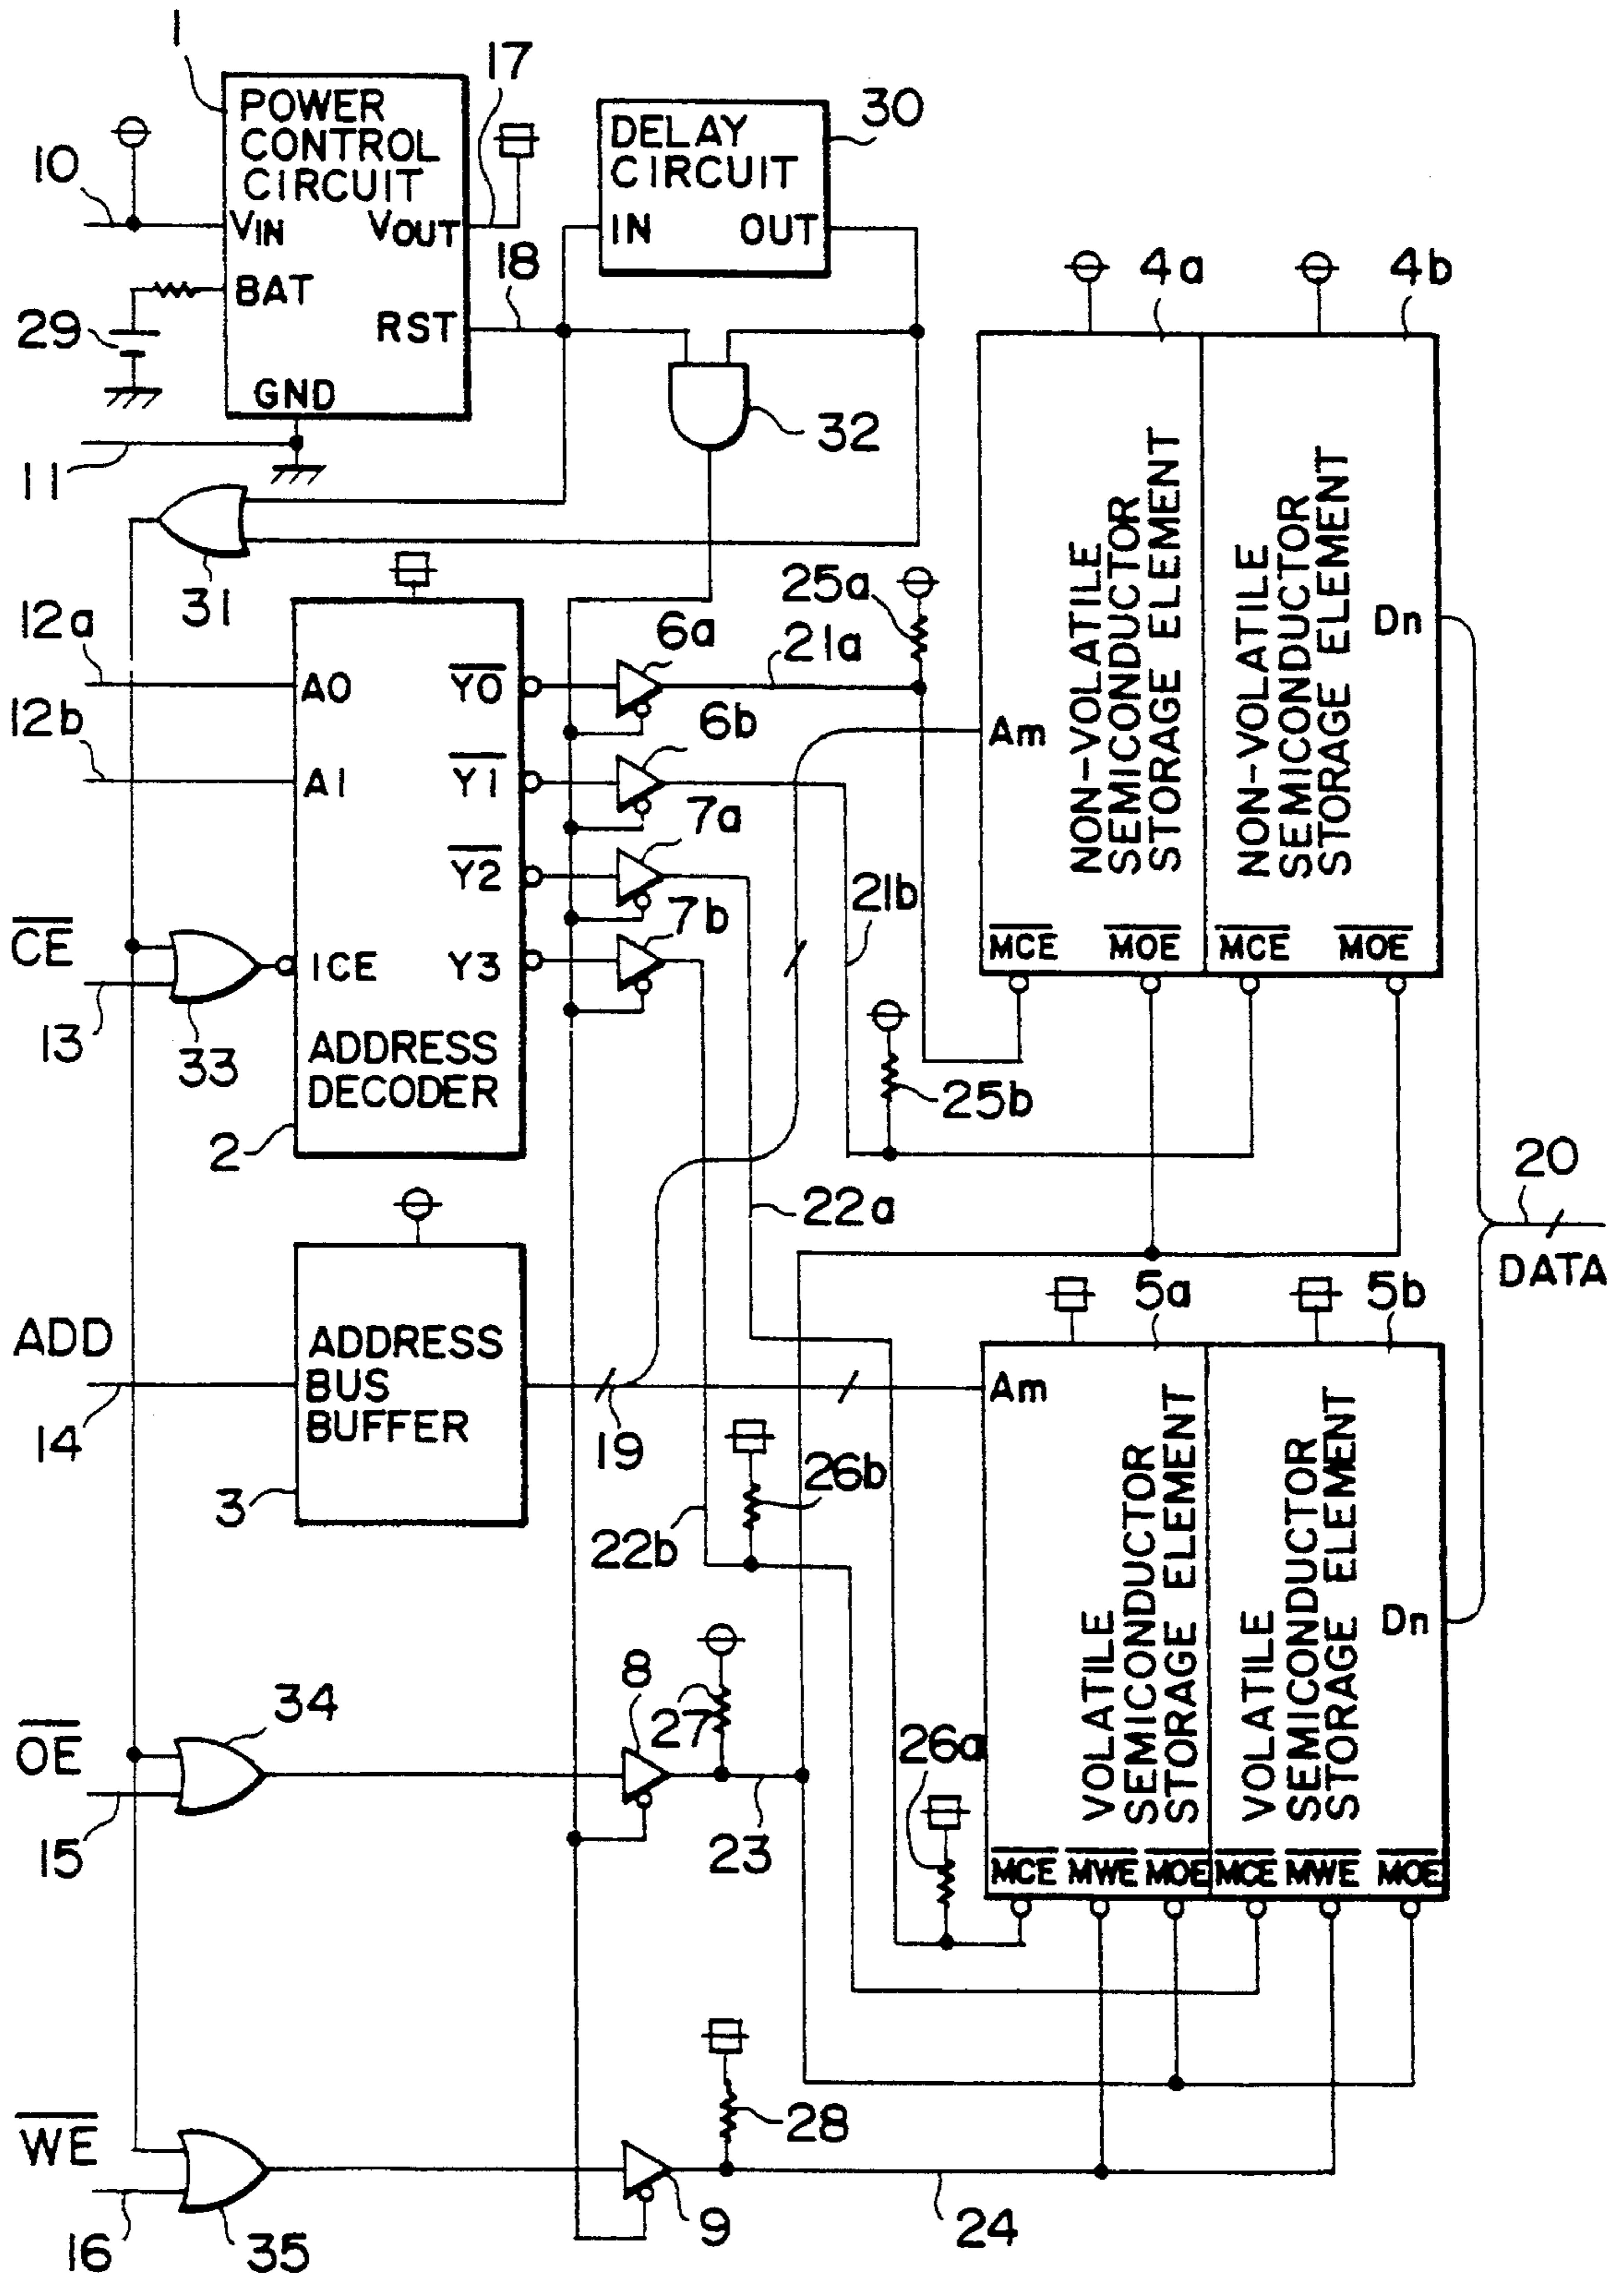 1
POWER
CONTROL
CIRCUIT
VIN
VOUT
BAT
RST
GND
10
17
18
29
11
DELAY
CIRCUIT
IN
OUT
30
32
31
4a
4b
NON-VOLATILE
SEMICONDUCTOR
STORAGE ELEMENT
NON-VOLATILE
SEMICONDUCTOR
STORAGE ELEMENT
Dn
Am
MCE
MOE
MCE
MOE
12a
12b
A0
A1
Y0
Y1
Y2
Y3
ICE
ADDRESS
DECODER
2
CE
13
33
6a
6b
7a
7b
21a
21b
25a
25b
22a
20
DATA
ADD
14
ADDRESS
BUS
BUFFER
3
19
22b
26b
5a
5b
Am
VOLATILE
SEMICONDUCTOR
STORAGE ELEMENT
VOLATILE
SEMICONDUCTOR
STORAGE ELEMENT
Dn
MCE
MWE
MOE
MCE
MWE
MOE
OE
15
34
8
27
23
26a
WE
16
35
9
28
24